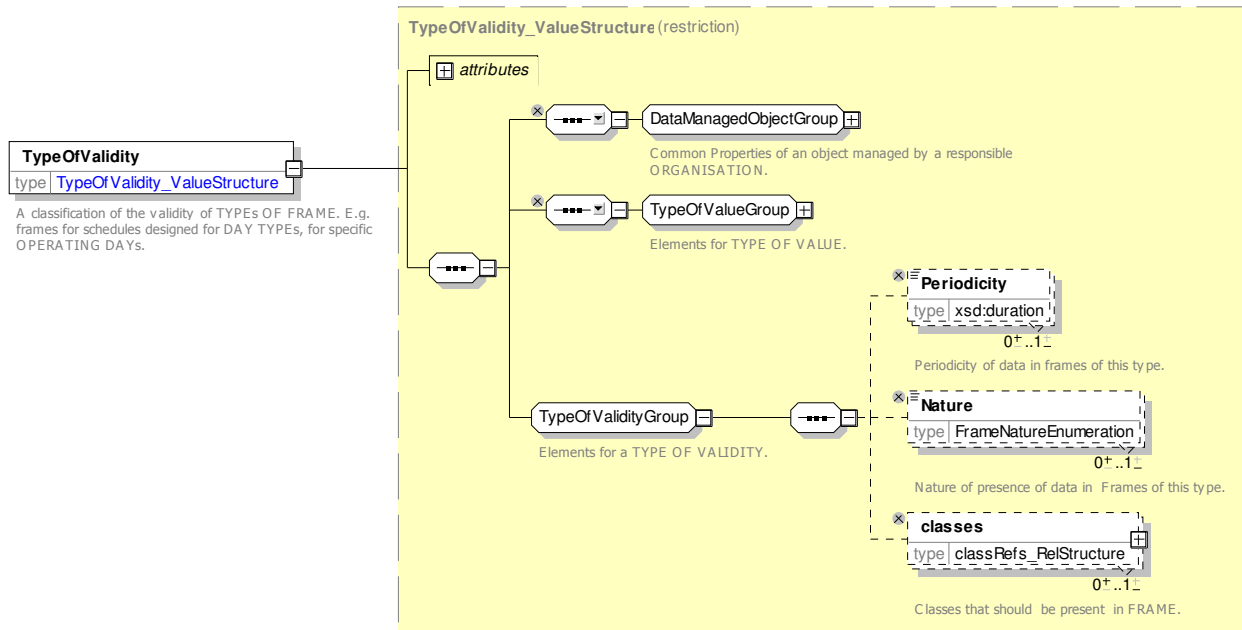 TypeOfValidity_ValueStructure (restriction)
attributes
DataManagedObjectGroup
Common Properties of an object managed by a responsible
ORGANISATION.
TypeOfValidity
type TypeOfValidity_ValueStructure
A classification of the validity of TYPEs OF FRAME. E.g.
frames for schedules designed for DAY TYPEs, for specific
OPERATING DAYs.
TypeOfValueGroup
Elements for TYPE OF VALUE.
Periodicity
type xsd:duration
0±..1±
Periodicity of data in frames of this type.
TypeOfValidityGroup
Elements for a TYPE OF VALIDITY.
Nature
type FrameNatureEnumeration
0±..1±
Nature of presence of data in Frames of this type.
classes
type classRefs_RelStructure
0±..1±
Classes that should be present in FRAME.